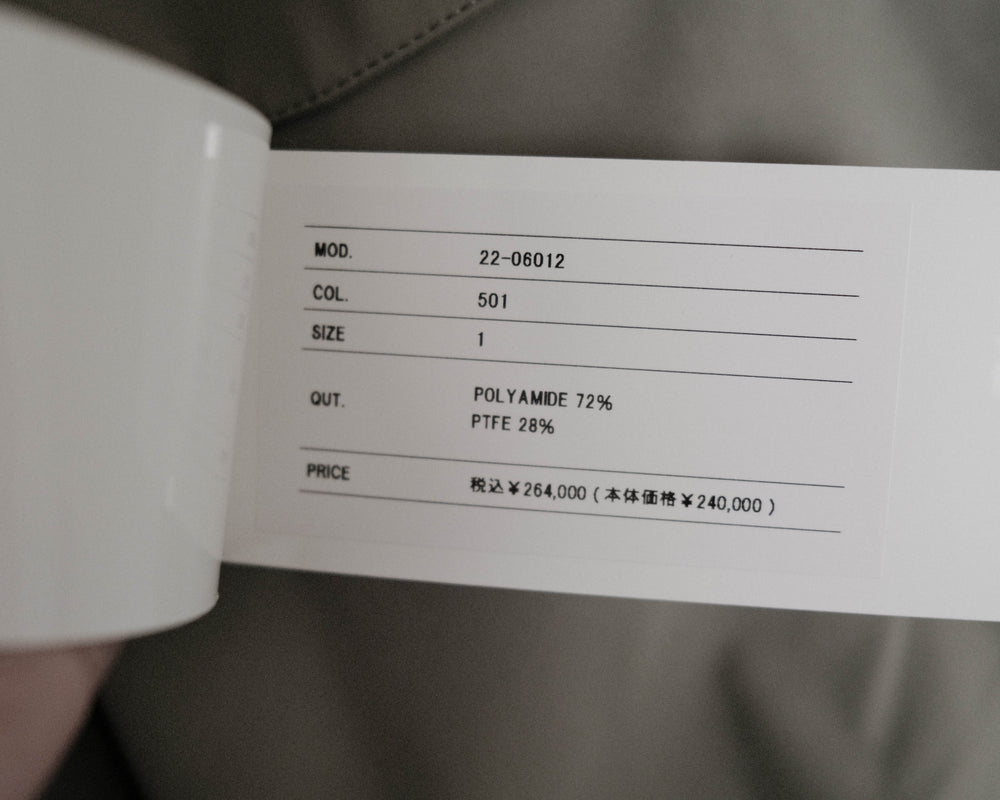 MOD. 22-06012
COL. 501
SIZE 1
QUT. POLYAMIDE 72%
PTFE 28%
PRICE 税込¥264,000(本体価格¥240,000)